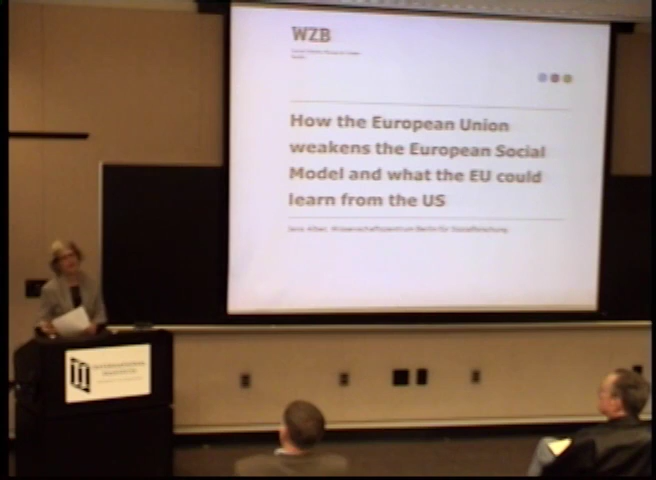 WZB
How the European Union
weakens the European Social
Model and what the EU could
learn from the US
Jens Alber, Wissenschaftszentrum Berlin für Sozialforschung